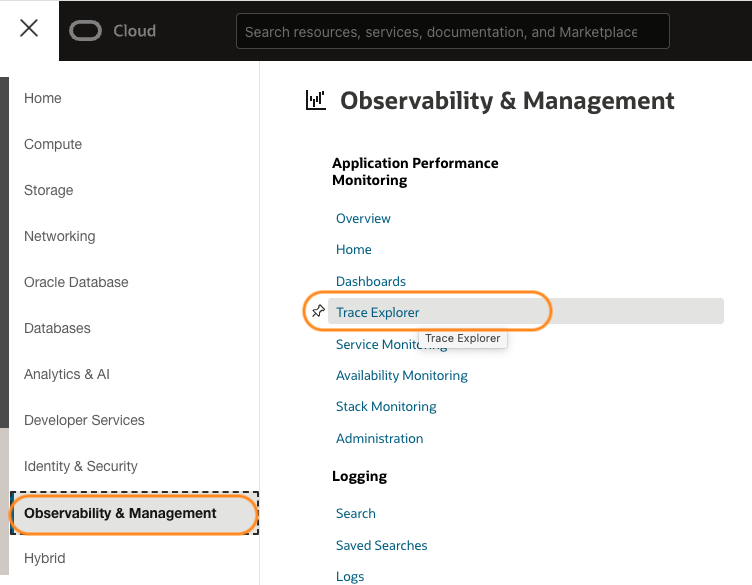 Cloud
Search resources, services, documentation, and Marketplace
Home
Compute
Storage
Networking
Oracle Database
Databases
Analytics & AI
Developer Services
Identity & Security
Observability & Management
Hybrid
Observability & Management
Application Performance
Monitoring
Overview
Home
Dashboards
Trace Explorer
Trace Explorer
Service Monitoring
Availability Monitoring
Stack Monitoring
Administration
Logging
Search
Saved Searches
Logs